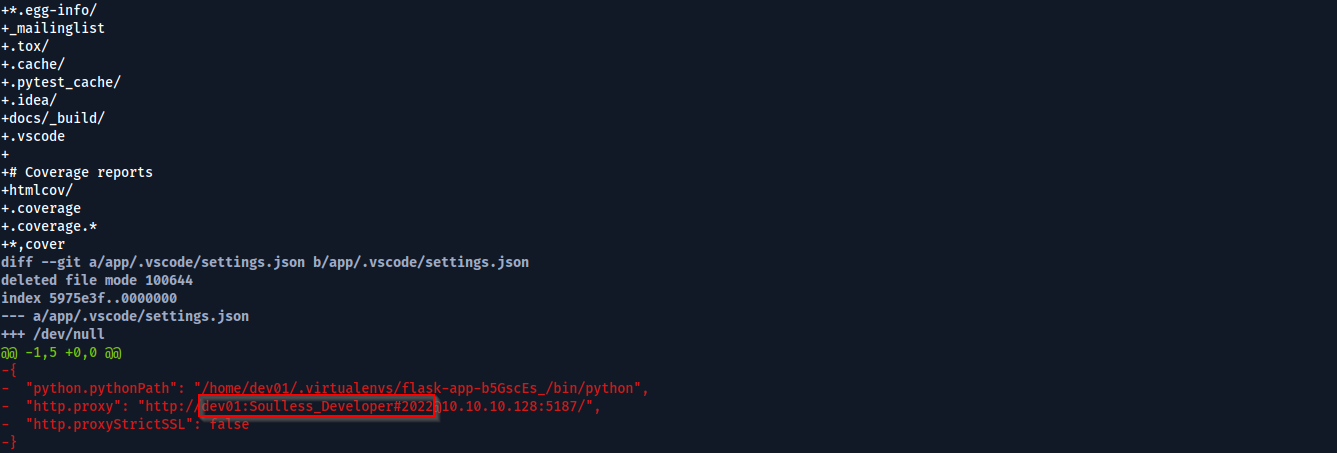 +*.egg-info/
+_mailinglist
+.tox/
+.cache/
+.pytest_cache/
+.idea/
+docs/_build/
+.vscode
+
+# Coverage reports
+htmlcov/
+.coverage
+.coverage.*
+*,cover
diff --git a/app/.vscode/settings.json b/app/.vscode/settings.json
deleted file mode 100644
index 5975e3f..0000000
--- a/app/.vscode/settings.json
+++ /dev/null
@@ -1,5 +0,0 @@
-{
-  "python.pythonPath": "/home/dev01/.virtualenvs/flask-app-b5GscEs_/bin/python",
-  "http.proxy": "http://dev01:Soulless_Developer#2022@10.10.10.128:5187/",
-  "http.proxyStrictSSL": false
-}